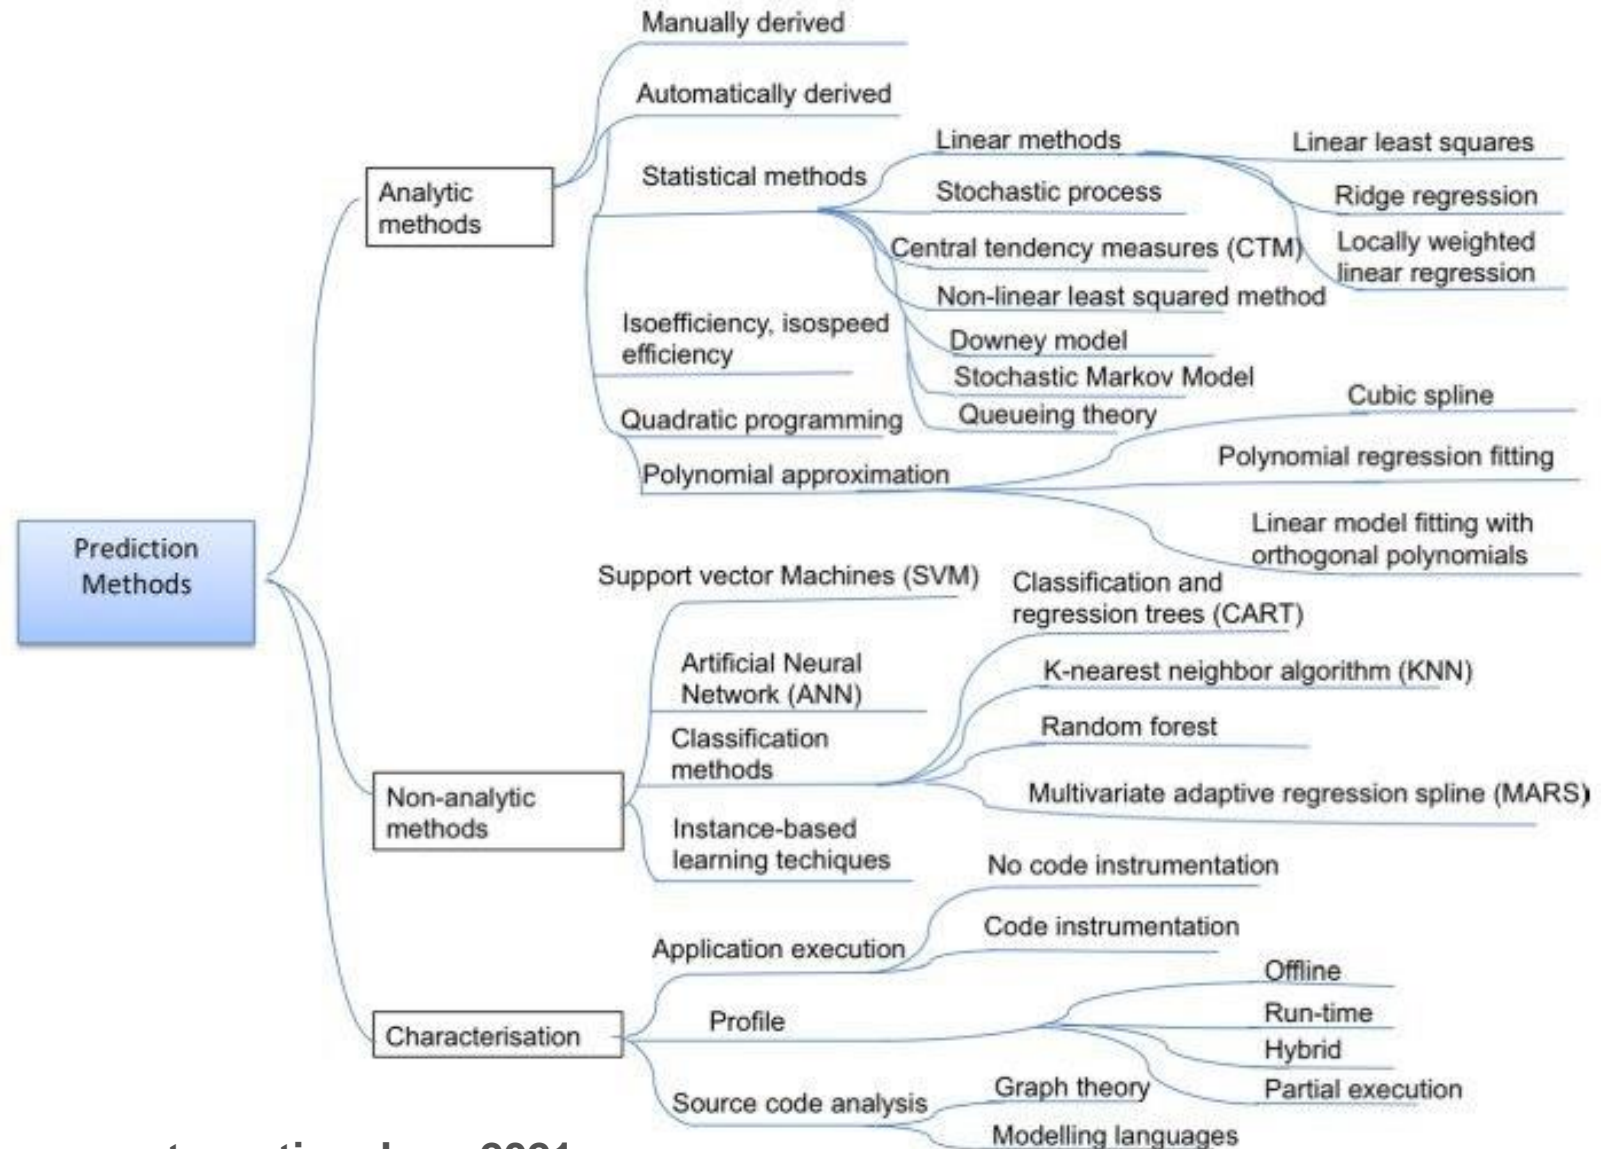 Manually derived
Automatically derived
Linear methods
Linear least squares
Statistical methods
Stochastic process
Ridge regression
Analytic
methods
Central tendency measures (CTM)
Locally weighted
linear regression
Non-linear least squared method
Isoefficiency, isospeed
efficiency
Downey model
Stochastic Markov Model
Queueing theory
Cubic spline
Quadratic programming
Polynomial approximation
Polynomial regression fitting
Linear model fitting with
orthogonal polynomials
Prediction
Methods
Support vector Machines (SVM)
Classification and
regression trees (CART)
Artificial Neural
Network (ANN)
K-nearest neighbor algorithm (KNN)
Classification
methods
Random forest
Non-analytic
methods
Multivariate adaptive regression spline (MARS)
Instance-based
learning techiques
No code instrumentation
Application execution
Code instrumentation
Offline
Characterisation
Profile
Run-time
Hybrid
Partial execution
Source code analysis
Graph theory
Modelling languages